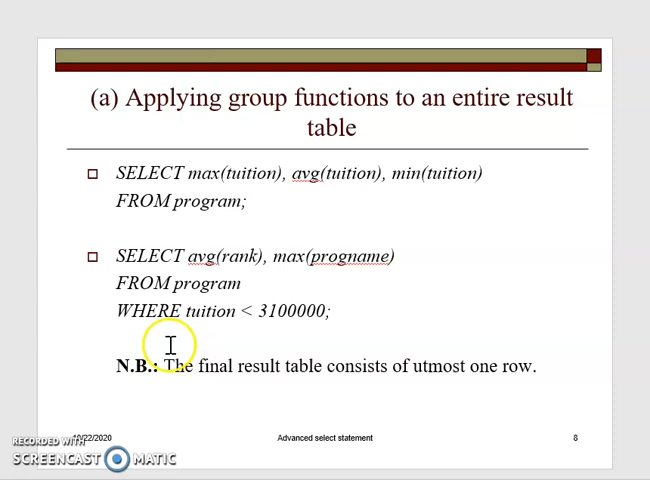 (a) Applying group functions to an entire result
table
SELECT max(tuition), avg(tuition), min(tuition)
FROM program;
SELECT avg(rank), max(progname)
FROM program
WHERE tuition < 3100000;
N.B.: The final result table consists of utmost one row.
/22/2020
Advanced select statement
8
RECORDED WITH
SCREENCAST MATIC